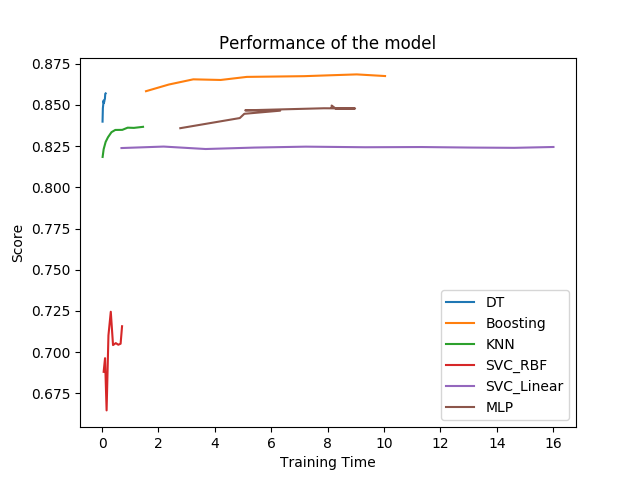 Performance of the model
0.875
0.850
0.825
0.800
0.775
0.750
0.725
0.700
0.675
Score
0 2 4 6 8 10 12 14 16
Training Time
DT
Boosting
KNN
SVC_RBF
SVC_Linear
MLP